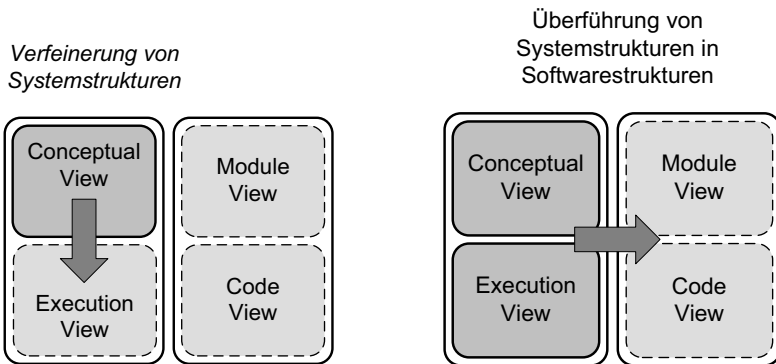 Verfeinerung von
Systemstrukturen
Conceptual
View
Module
View
Execution
View
Code
View
Überführung von
Systemstrukturen in
Softwarestrukturen
Conceptual
View
Module
View
Execution
View
Code
View